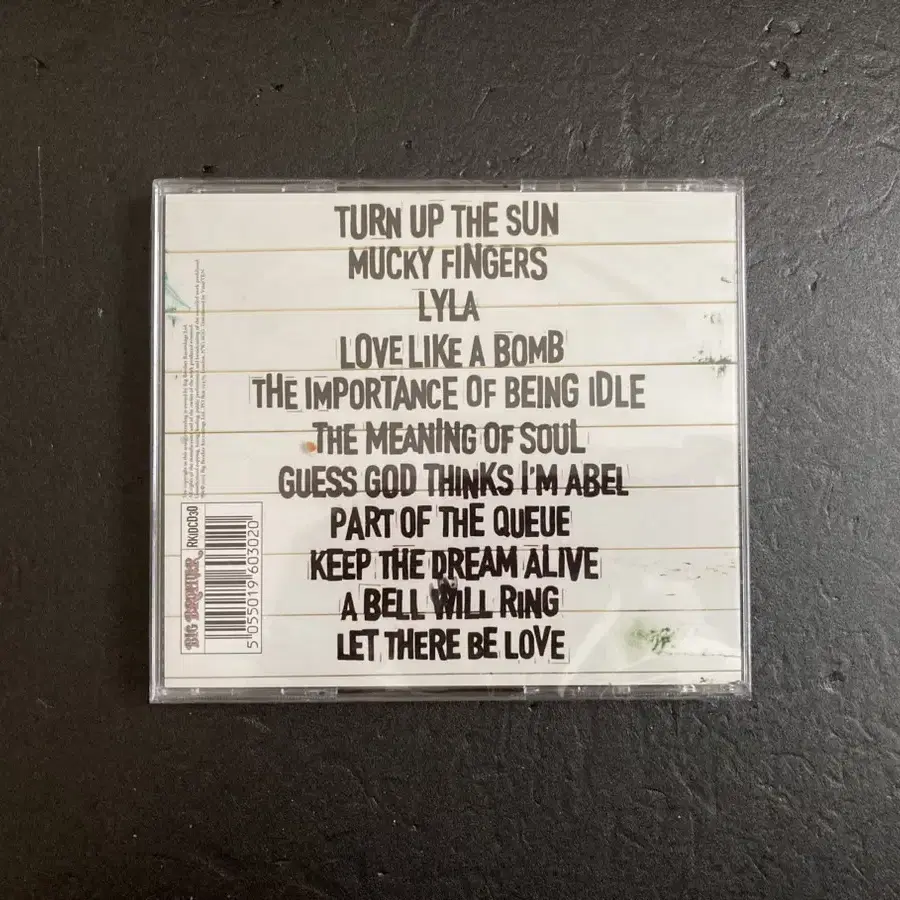 TURN UP THE SUN
MUCKY FINGERS
LYLA
LOVE LIKE A BOMB
THE IMPORTANCE OF BEING IDLE
THE MEANING OF SOUL
GUESS GOD THINKS I'M ABEL
PART OF THE QUEUE
KEEP THE DREAM ALIVE
A BELL WILL RING
LET THERE BE LOVE
BIG BROTHER
RKIDCD30
5 055019 603020